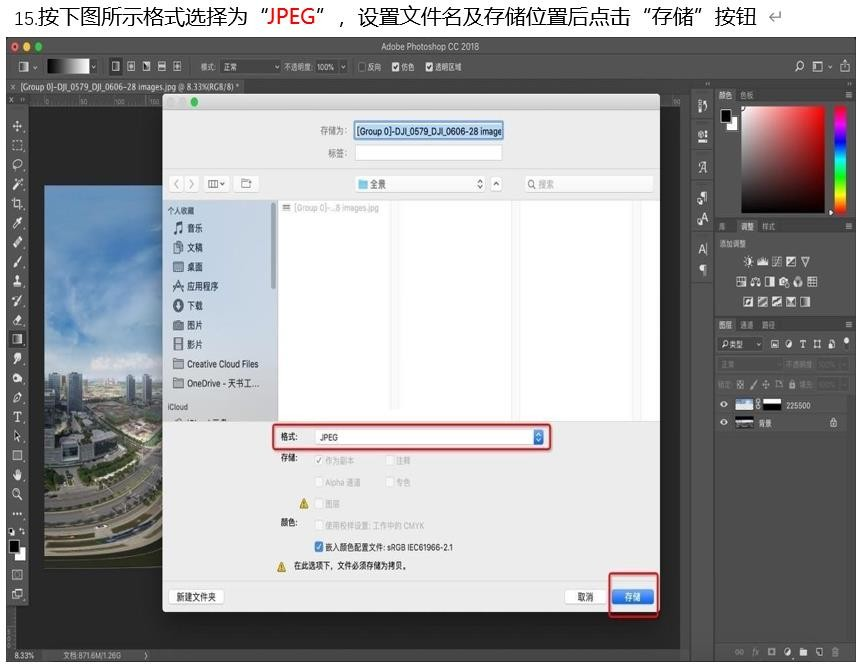 15.按下图所示格式选择为“JPEG”，设置文件名及存储位置后点击“存储”按钮
Adobe Photoshop CC 2018
模式: 正常 不透明度: 100% 反向 仿色 透明区域
[Group 0]-DJI_0579_DJI_0606-28 images.jpg @ 8.33%(RGB/8) *
颜色 色板
存储为: [Group 0]-DJI_0579_DJI_0606-28 image
标签:
全景 搜索
个人收藏
[Group 0]-...8 images.jpg
音乐
文稿
桌面
应用程序
下载
图片
影片
Creative Cloud Files
OneDrive - 天书工...
iCloud
库 调整 样式
添加调整
图层 通道 路径
类型
正常 不透明度: 100%
锁定: 填充: 100%
225500
背景
格式: JPEG
存储: 作为副本 注释
Alpha 通道 专色
图层
颜色: 使用校样设置: 工作中的 CMYK
嵌入颜色配置文件: sRGB IEC61966-2.1
在此选项下，文件必须存储为拷贝。
新建文件夹 取消 存储
8.33% 文档:871.6M/1.26G